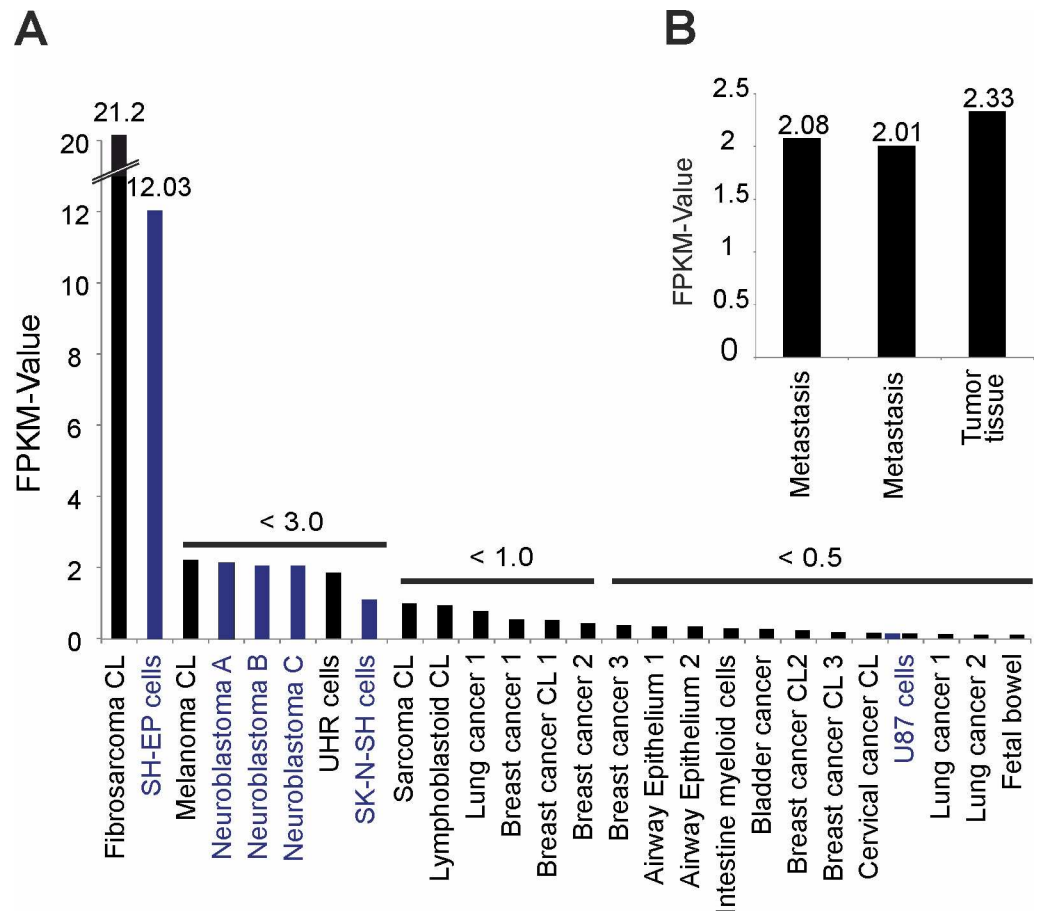 A
FPKM-Value
20
12
10
8
6
4
2
0
21.2
12.03
< 3.0
< 1.0
< 0.5
Fibrosarcoma CL
SH-EP cells
Melanoma CL
Neuroblastoma A
Neuroblastoma B
Neuroblastoma C
UHR cells
SK-N-SH cells
Sarcoma CL
Lymphoblastoid CL
Lung cancer 1
Breast cancer 1
Breast cancer CL 1
Breast cancer 2
Breast cancer 3
Airway Epithelium 1
Airway Epithelium 2
Intestine myeloid cells
Bladder cancer
Breast cancer CL2
Breast cancer CL 3
Cervical cancer CL
U87 cells
Lung cancer 1
Lung cancer 2
Fetal bowel
B
FPKM-Value
2.5
2
1.5
1
0.5
0
2.08
2.01
2.33
Metastasis
Metastasis
Tumor
tissue